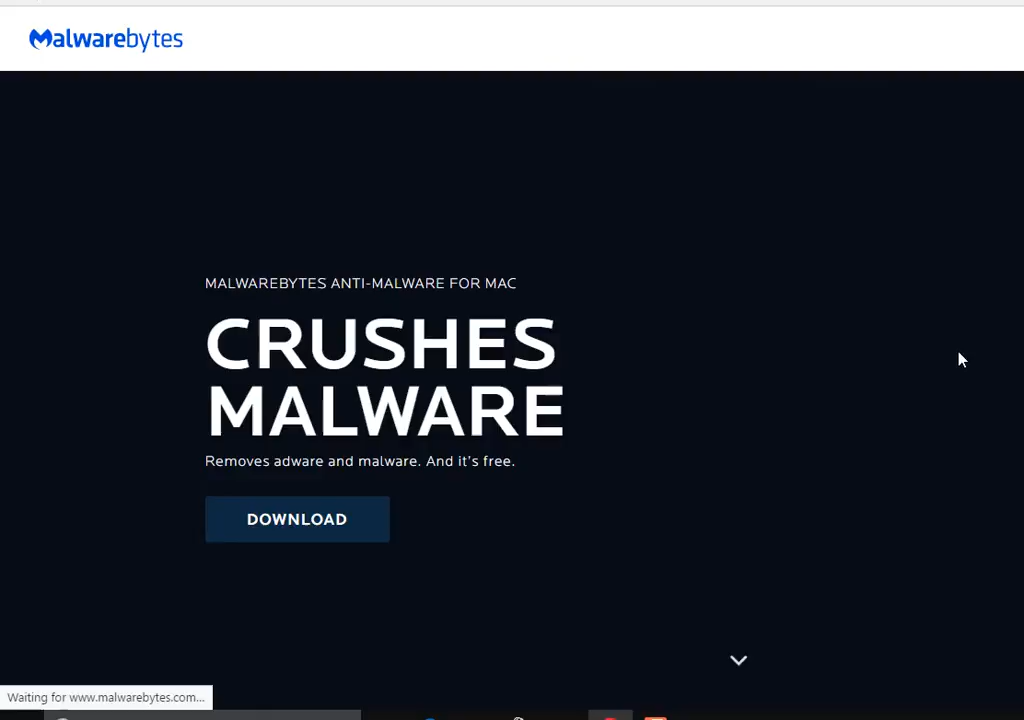 Malwarebytes
MALWAREBYTES ANTI-MALWARE FOR MAC
CRUSHES
MALWARE
Removes adware and malware. And it's free.
DOWNLOAD
Waiting for www.malwarebytes.com...